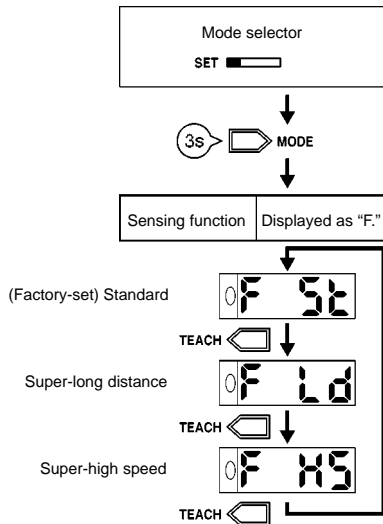 Mode selector
SET
3s MODE
Sensing function Displayed as “F.”
(Factory-set) Standard F St
TEACH
Super-long distance F Ld
TEACH
Super-high speed F HS
TEACH